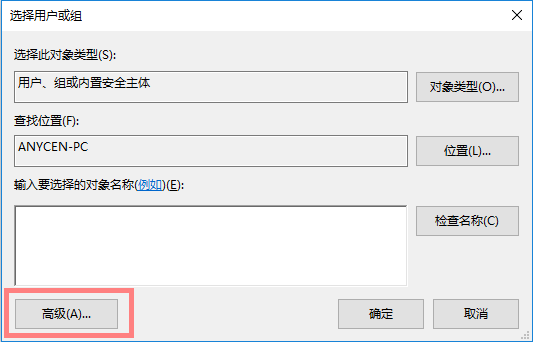 选择用户或组
选择此对象类型(S):
用户、组或内置安全主体
对象类型(O)...
查找位置(F):
ANYCEN-PC
位置(L)...
输入要选择的对象名称(例如)(E):
检查名称(C)
高级(A)...
确定
取消